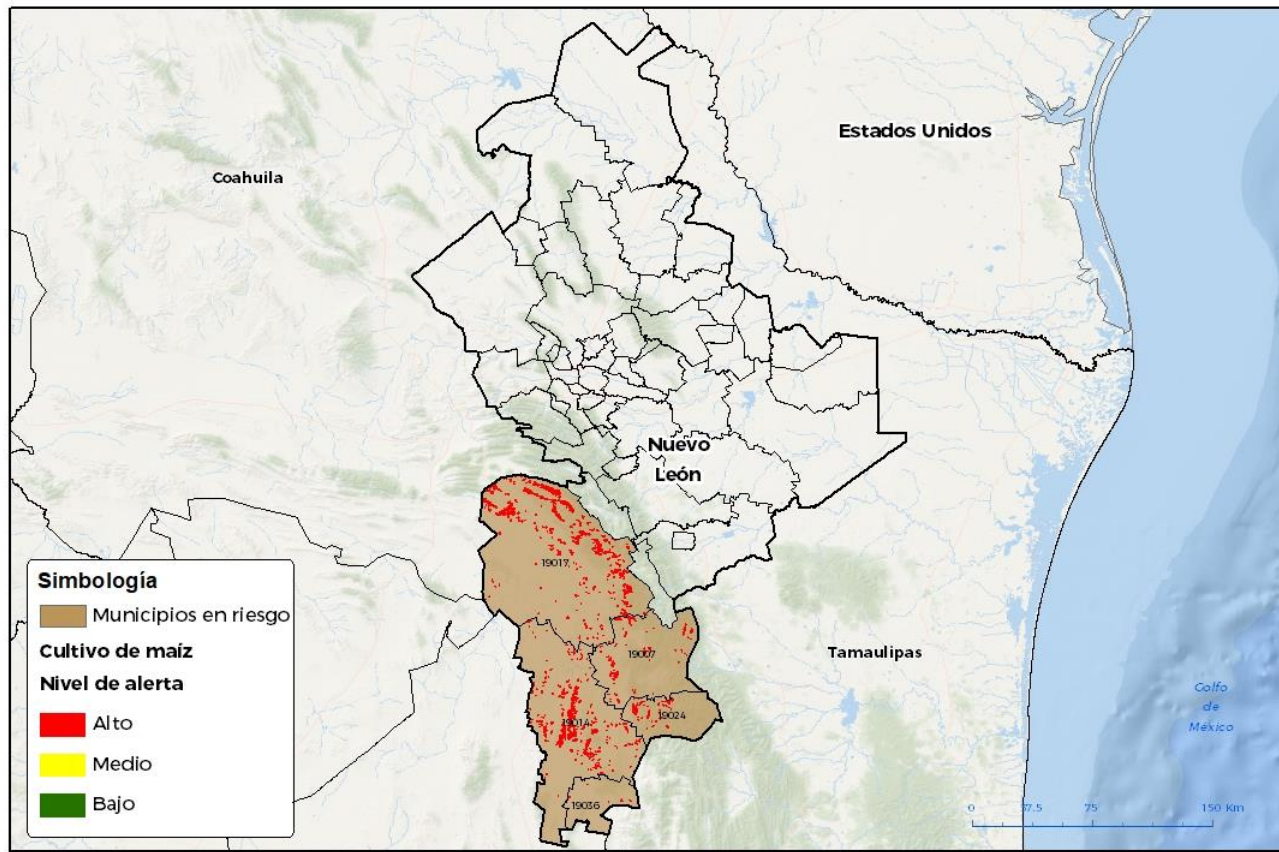 Estados Unidos
Coahuila
Nuevo
León
19017
19007
19014
19024
19036
Tamaulipas
Golfo
de
México
Simbología
Municipios en riesgo
Cultivo de maíz
Nivel de alerta
Alto
Medio
Bajo
0 37.5 75 150 Km